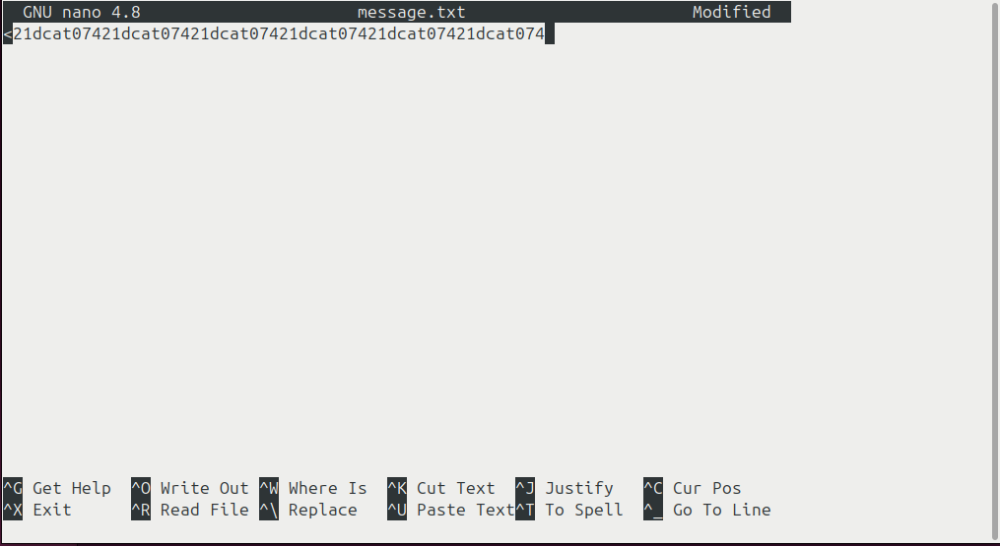 GNU nano 4.8 message.txt Modified
<21dcat07421dcat07421dcat07421dcat07421dcat07421dcat074
^G Get Help ^O Write Out ^W Where Is ^K Cut Text ^J Justify ^C Cur Pos
^X Exit ^R Read File ^\ Replace ^U Paste Text ^T To Spell ^_ Go To Line